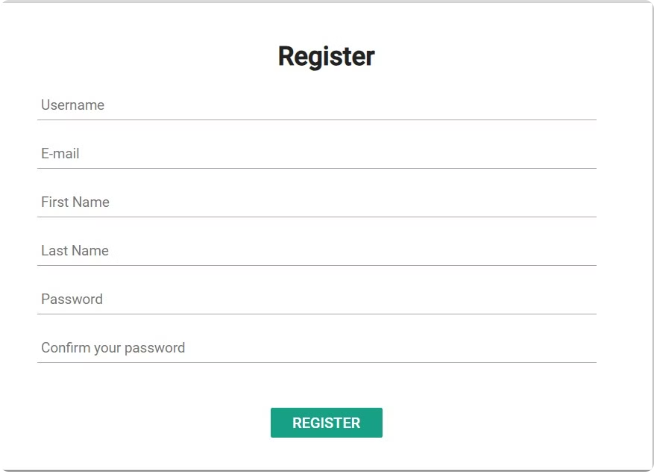 Register
Username
E-mail
First Name
Last Name
Password
Confirm your password
REGISTER